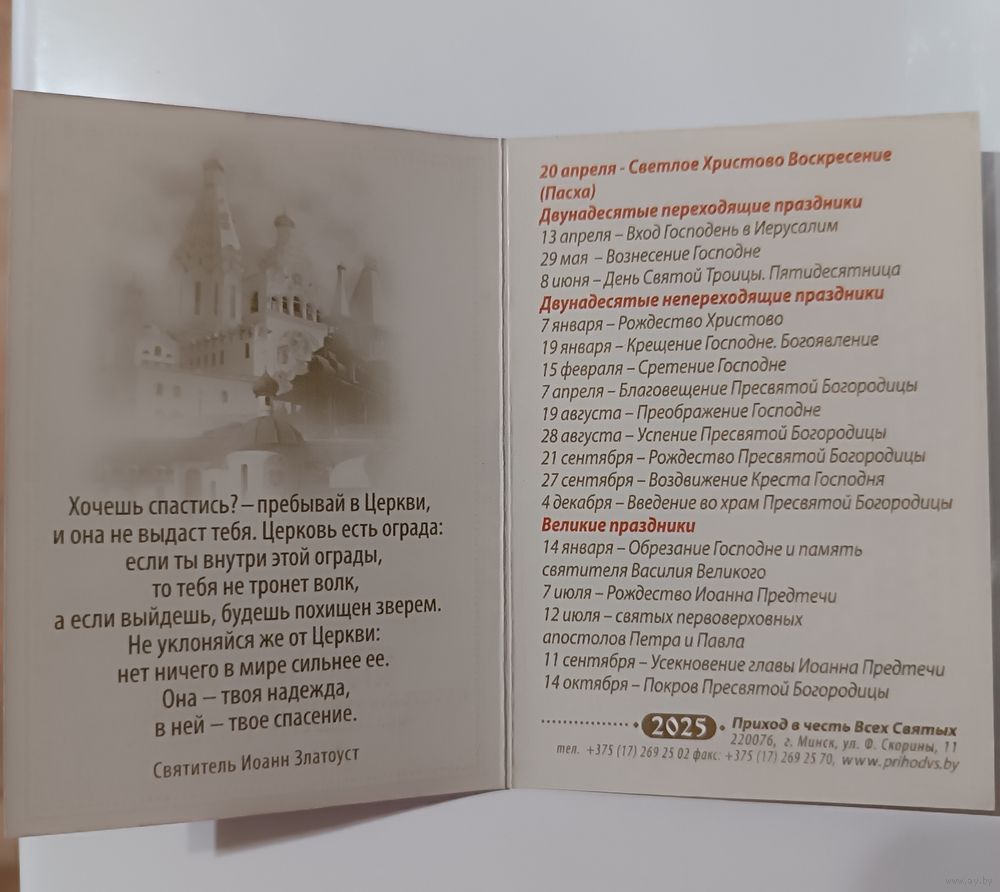 Хочешь спастись? – пребывай в Церкви,
и она не выдаст тебя. Церковь есть ограда:
если ты внутри этой ограды,
то тебя не тронет волк,
а если выйдешь, будешь похищен зверем.
Не уклоняйся же от Церкви:
нет ничего в мире сильнее ее.
Она – твоя надежда,
в ней – твое спасение.
Святитель Иоанн Златоуст
20 апреля - Светлое Христово Воскресение
(Пасха)
Двунадесятые переходящие праздники
13 апреля – Вход Господень в Иерусалим
29 мая – Вознесение Господне
8 июня – День Святой Троицы. Пятидесятница
Двунадесятые непереходящие праздники
7 января – Рождество Христово
19 января – Крещение Господне. Богоявление
15 февраля – Сретение Господне
7 апреля – Благовещение Пресвятой Богородицы
19 августа – Преображение Господне
28 августа – Успение Пресвятой Богородицы
21 сентября – Рождество Пресвятой Богородицы
27 сентября – Воздвижение Креста Господня
4 декабря – Введение во храм Пресвятой Богородицы
Великие праздники
14 января – Обрезание Господне и память
святителя Василия Великого
7 июля – Рождество Иоанна Предтечи
12 июля – святых первоверховных
апостолов Петра и Павла
11 сентября – Усекновение главы Иоанна Предтечи
14 октября – Покров Пресвятой Богородицы
2025 Приход в честь Всех Святых
220076, г. Минск, ул. Ф. Скорины, 11
тел. +375 (17) 269 25 02 факс: +375 (17) 269 25 70, www.prihodvs.by
www.ay.by